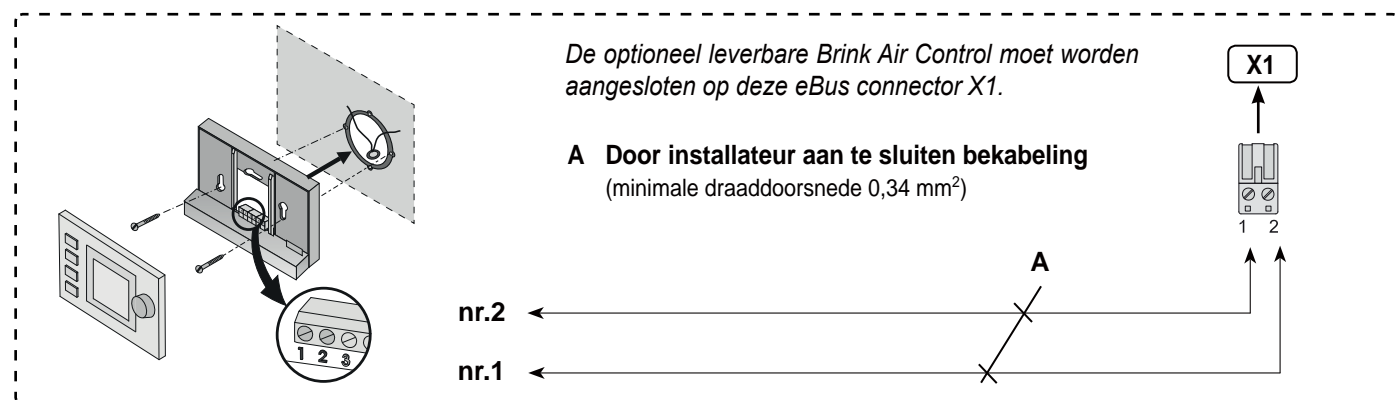 De optioneel leverbare Brink Air Control moet worden
aangesloten op deze eBus connector X1.
X1
A Door installateur aan te sluiten bekabeling
(minimale draaddoorsnede 0,34 mm²)
1 2
A
nr.2
1 2 3
nr.1